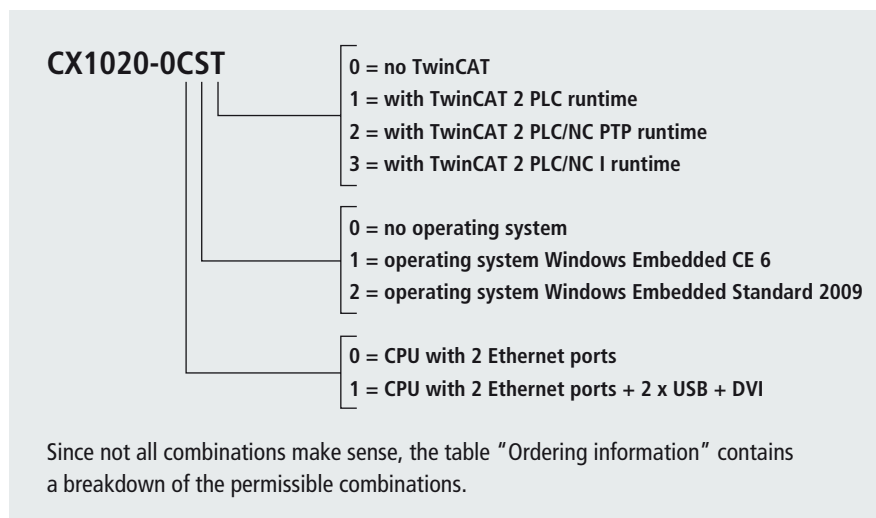 CX1020-0CST
0 = no TwinCAT
1 = with TwinCAT 2 PLC runtime
2 = with TwinCAT 2 PLC/NC PTP runtime
3 = with TwinCAT 2 PLC/NC I runtime
0 = no operating system
1 = operating system Windows Embedded CE 6
2 = operating system Windows Embedded Standard 2009
0 = CPU with 2 Ethernet ports
1 = CPU with 2 Ethernet ports + 2 x USB + DVI
Since not all combinations make sense, the table “Ordering information” contains
a breakdown of the permissible combinations.